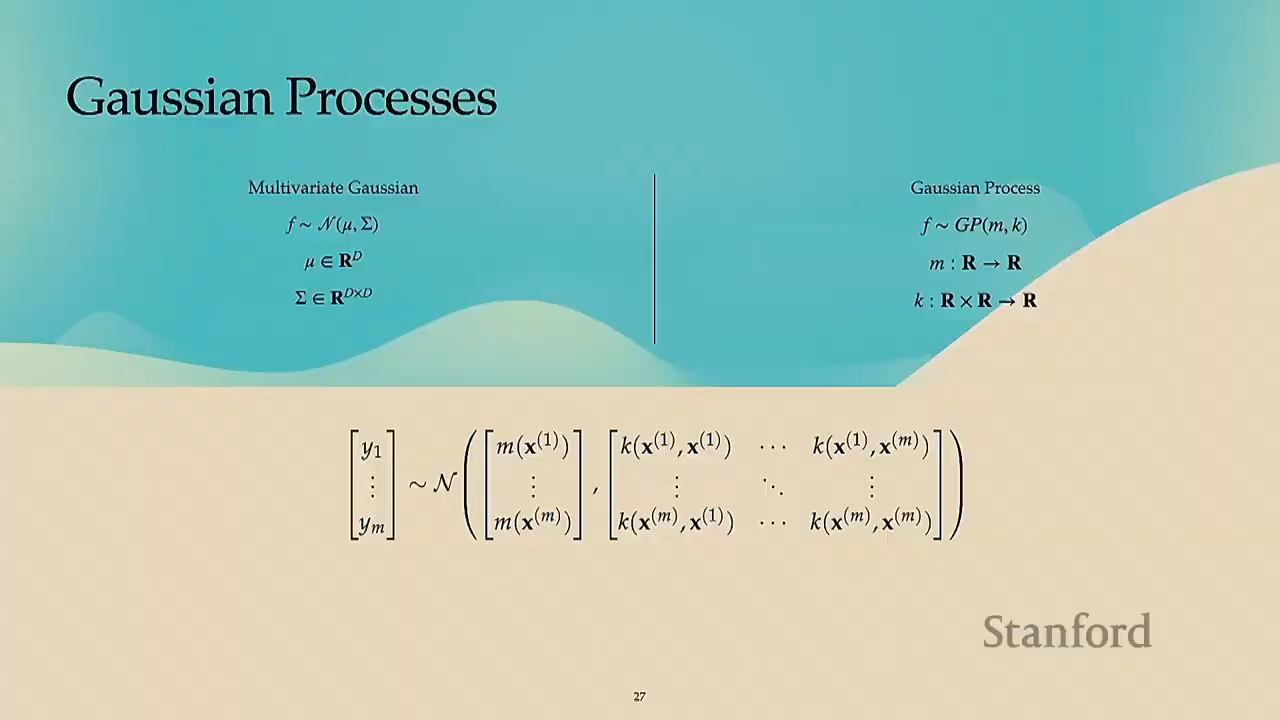 Gaussian Processes
Multivariate Gaussian
f ∼ 𝒩(μ, Σ)
μ ∈ R^D
Σ ∈ R^{D×D}
Gaussian Process
f ∼ GP(m, k)
m : R → R
k : R × R → R
[y_1 ⋮ y_m] ∼ 𝒩([m(x^(1)) ⋮ m(x^(m))], [k(x^(1), x^(1)) ⋯ k(x^(1), x^(m)) ⋮ ⋱ ⋮ k(x^(m), x^(1)) ⋯ k(x^(m), x^(m))])
Stanford
27